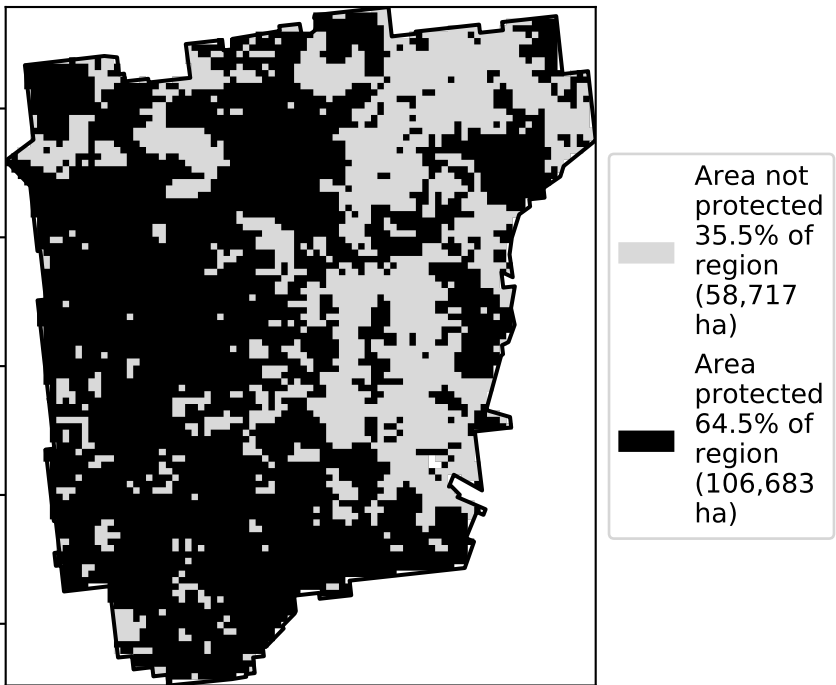 Area not
protected
35.5% of
region
(58,717
ha)
Area
protected
64.5% of
region
(106,683
ha)